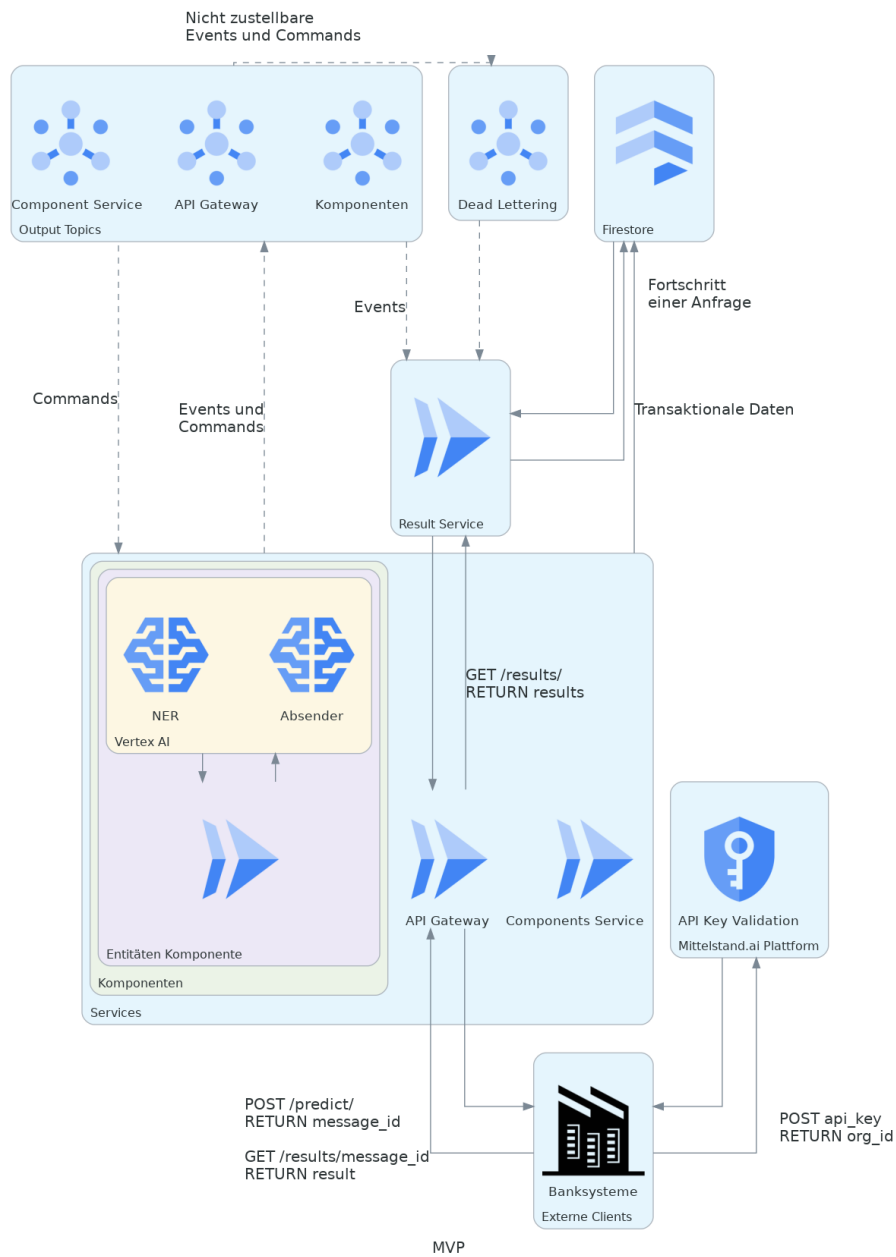 Nicht zustellbare
Events und Commands
Component Service
API Gateway
Komponenten
Output Topics
Dead Lettering
Firestore
Fortschritt
einer Anfrage
Events
Commands
Events und
Commands
Transaktionale Daten
Result Service
GET /results/
RETURN results
NER
Absender
Vertex AI
API Gateway
Components Service
API Key Validation
Mittelstand.ai Plattform
Entitäten Komponente
Komponenten
Services
POST /predict/
RETURN message_id
GET /results/message_id
RETURN result
POST api_key
RETURN org_id
Banksysteme
Externe Clients
MVP